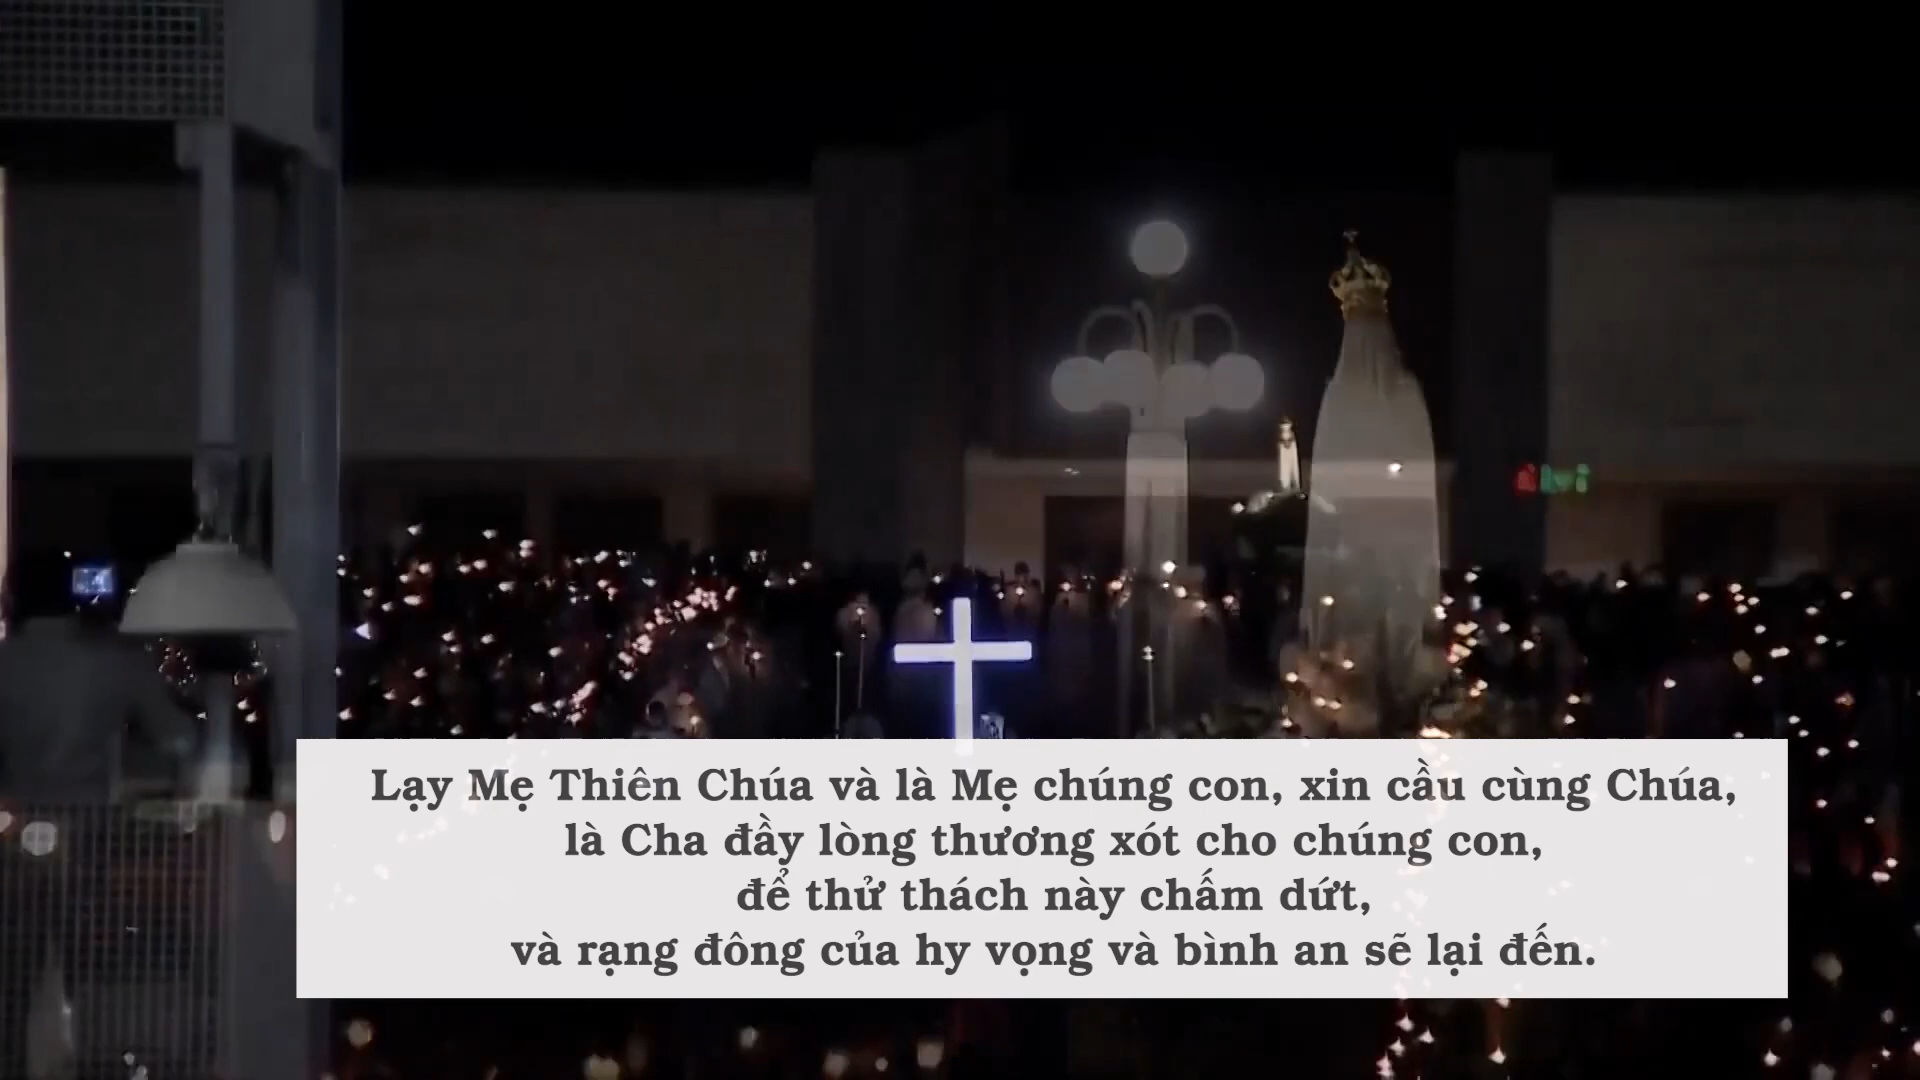 Lạy Mẹ Thiên Chúa và là Mẹ chúng con, xin cầu cùng Chúa,
là Cha đầy lòng thương xót cho chúng con,
để thử thách này chấm dứt,
và rạng đông của hy vọng và bình an sẽ lại đến.